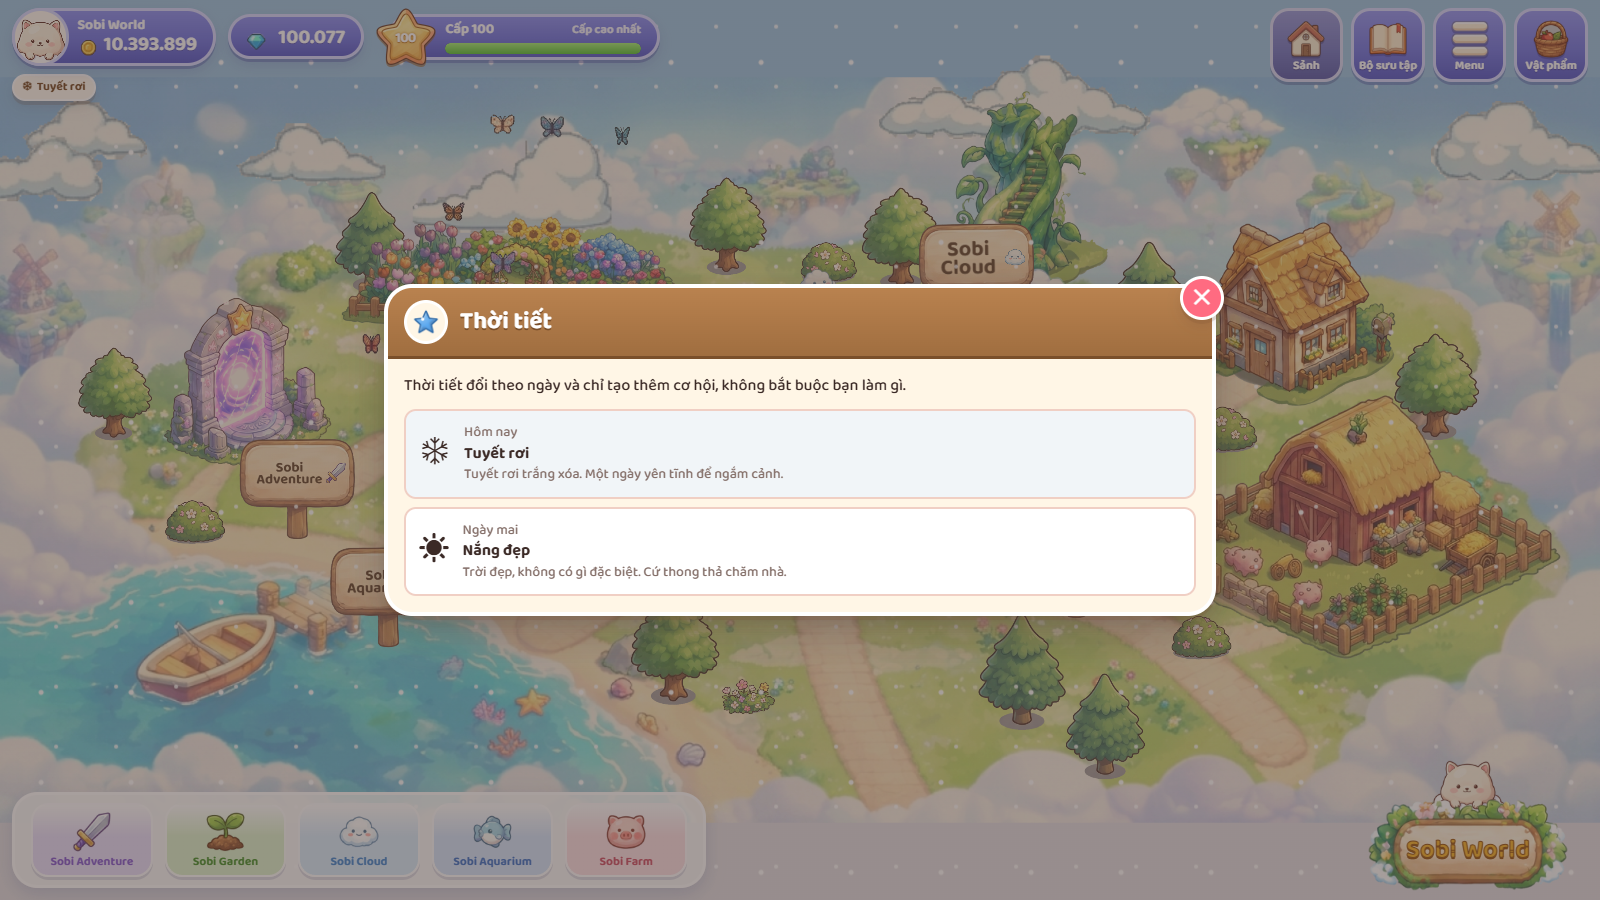 Sobi World
10.393.899
100.077
100
Cấp 100
Cấp cao nhất
Sảnh
Bộ sưu tập
Menu
Vật phẩm
Tuyết rơi
Sobi
Cloud
Thời tiết
Thời tiết đổi theo ngày và chỉ tạo thêm cơ hội, không bắt buộc bạn làm gì.
Hôm nay
Tuyết rơi
Tuyết rơi trắng xóa. Một ngày yên tĩnh để ngắm cảnh.
Ngày mai
Nắng đẹp
Trời đẹp, không có gì đặc biệt. Cứ thong thả chăm nhà.
Sobi
Adventure
Sobi Adventure
Sobi Garden
Sobi Cloud
Sobi Aquarium
Sobi Farm
Sobi World